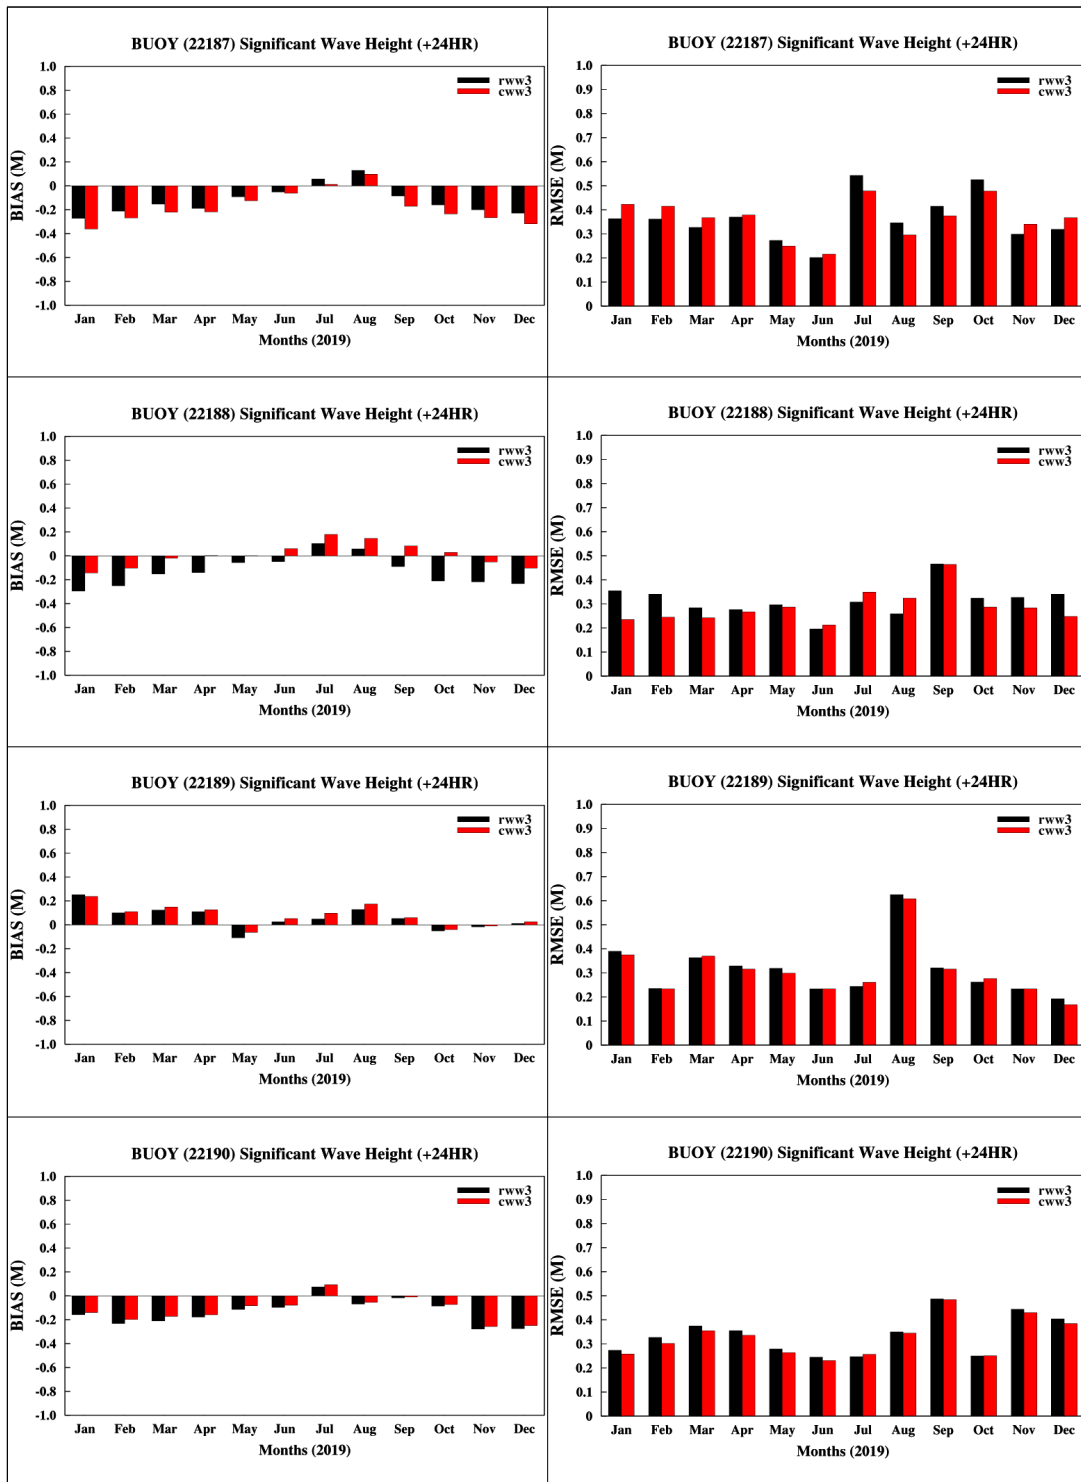 BUOY (22187) Significant Wave Height (+24HR)
1.0
0.8
0.6
0.4
0.2
0
-0.2
-0.4
-0.6
-0.8
-1.0
BIAS (M)
rww3
cww3
Jan Feb Mar Apr May Jun Jul Aug Sep Oct Nov Dec
Months (2019)
BUOY (22187) Significant Wave Height (+24HR)
1.0
0.9
0.8
0.7
0.6
0.5
0.4
0.3
0.2
0.1
0
RMSE (M)
rww3
cww3
Jan Feb Mar Apr May Jun Jul Aug Sep Oct Nov Dec
Months (2019)
BUOY (22188) Significant Wave Height (+24HR)
1.0
0.8
0.6
0.4
0.2
0
-0.2
-0.4
-0.6
-0.8
-1.0
BIAS (M)
rww3
cww3
Jan Feb Mar Apr May Jun Jul Aug Sep Oct Nov Dec
Months (2019)
BUOY (22188) Significant Wave Height (+24HR)
1.0
0.9
0.8
0.7
0.6
0.5
0.4
0.3
0.2
0.1
0
RMSE (M)
rww3
cww3
Jan Feb Mar Apr May Jun Jul Aug Sep Oct Nov Dec
Months (2019)
BUOY (22189) Significant Wave Height (+24HR)
1.0
0.8
0.6
0.4
0.2
0
-0.2
-0.4
-0.6
-0.8
-1.0
BIAS (M)
rww3
cww3
Jan Feb Mar Apr May Jun Jul Aug Sep Oct Nov Dec
Months (2019)
BUOY (22189) Significant Wave Height (+24HR)
1.0
0.9
0.8
0.7
0.6
0.5
0.4
0.3
0.2
0.1
0
RMSE (M)
rww3
cww3
Jan Feb Mar Apr May Jun Jul Aug Sep Oct Nov Dec
Months (2019)
BUOY (22190) Significant Wave Height (+24HR)
1.0
0.8
0.6
0.4
0.2
0
-0.2
-0.4
-0.6
-0.8
-1.0
BIAS (M)
rww3
cww3
Jan Feb Mar Apr May Jun Jul Aug Sep Oct Nov Dec
Months (2019)
BUOY (22190) Significant Wave Height (+24HR)
1.0
0.9
0.8
0.7
0.6
0.5
0.4
0.3
0.2
0.1
0
RMSE (M)
rww3
cww3
Jan Feb Mar Apr May Jun Jul Aug Sep Oct Nov Dec
Months (2019)